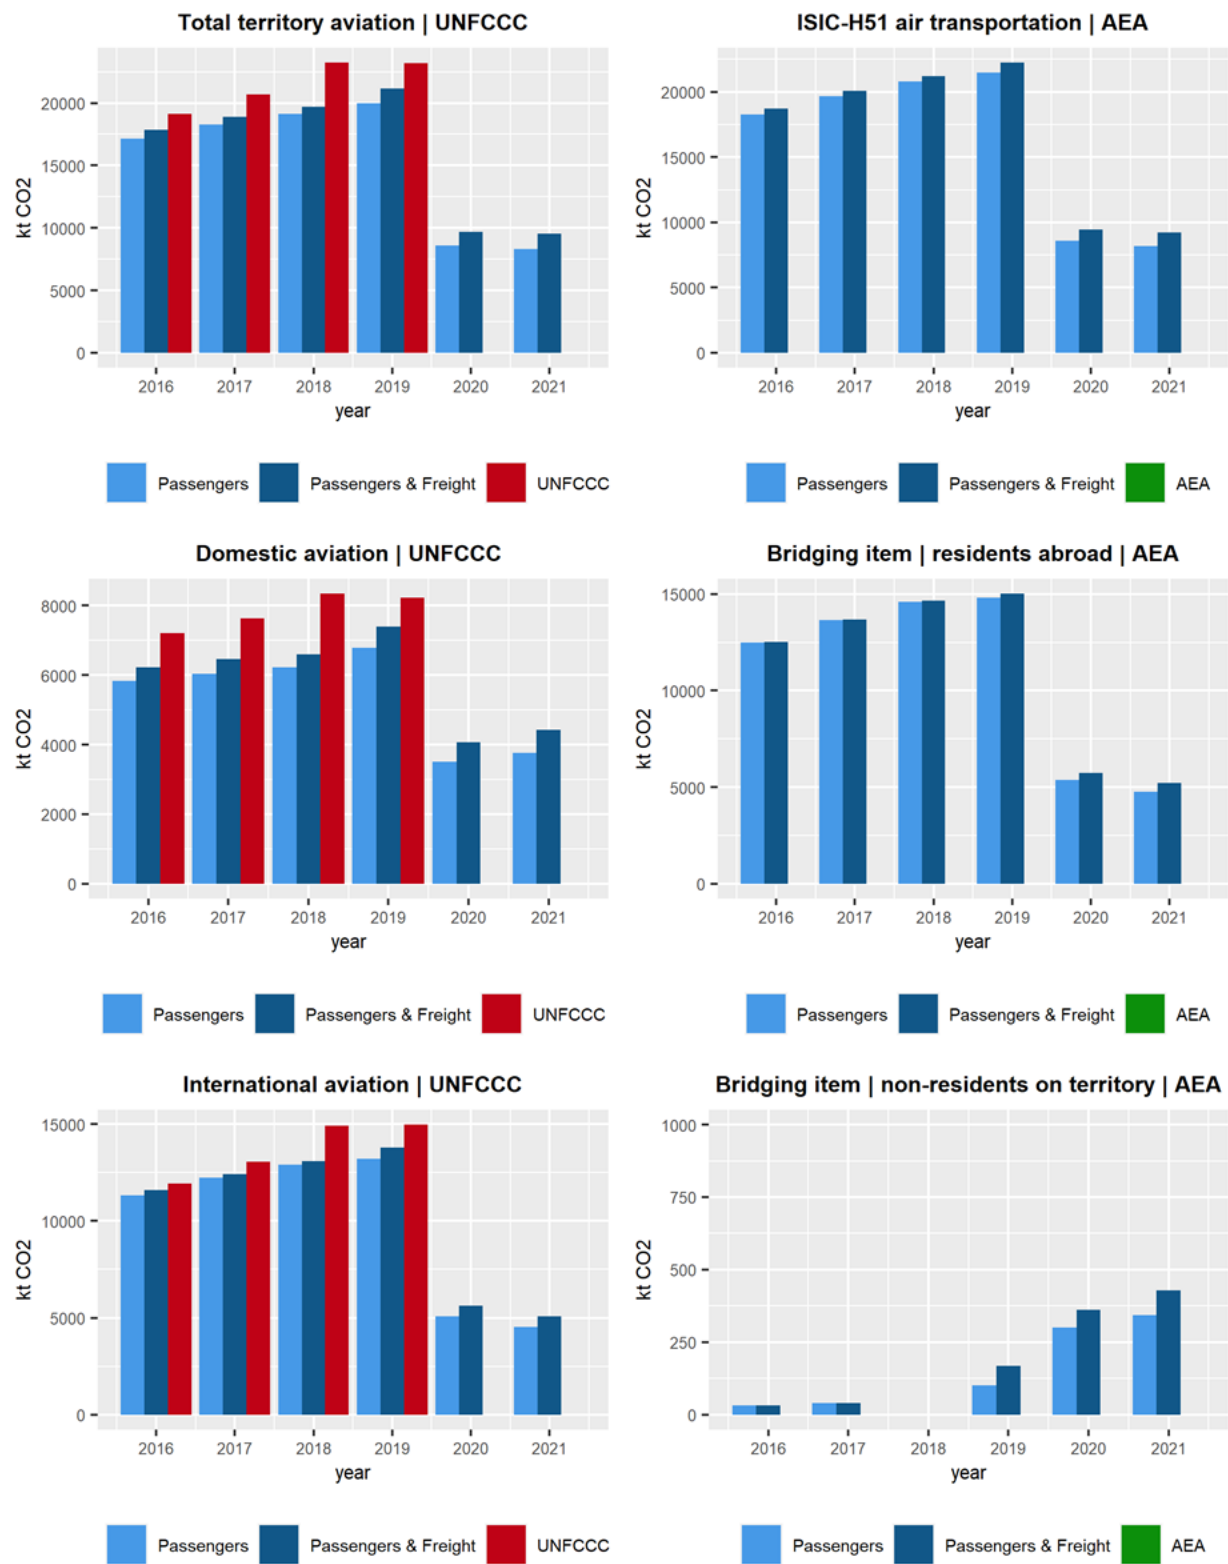 Total territory aviation | UNFCCC
kt CO2
20000
15000
10000
5000
0
2016 2017 2018 2019 2020 2021
year
Passengers Passengers & Freight UNFCCC
ISIC-H51 air transportation | AEA
kt CO2
20000
15000
10000
5000
0
2016 2017 2018 2019 2020 2021
year
Passengers Passengers & Freight AEA
Domestic aviation | UNFCCC
kt CO2
8000
6000
4000
2000
0
2016 2017 2018 2019 2020 2021
year
Passengers Passengers & Freight UNFCCC
Bridging item | residents abroad | AEA
kt CO2
15000
10000
5000
0
2016 2017 2018 2019 2020 2021
year
Passengers Passengers & Freight AEA
International aviation | UNFCCC
kt CO2
15000
10000
5000
0
2016 2017 2018 2019 2020 2021
year
Passengers Passengers & Freight UNFCCC
Bridging item | non-residents on territory | AEA
kt CO2
1000
750
500
250
0
2016 2017 2018 2019 2020 2021
year
Passengers Passengers & Freight AEA